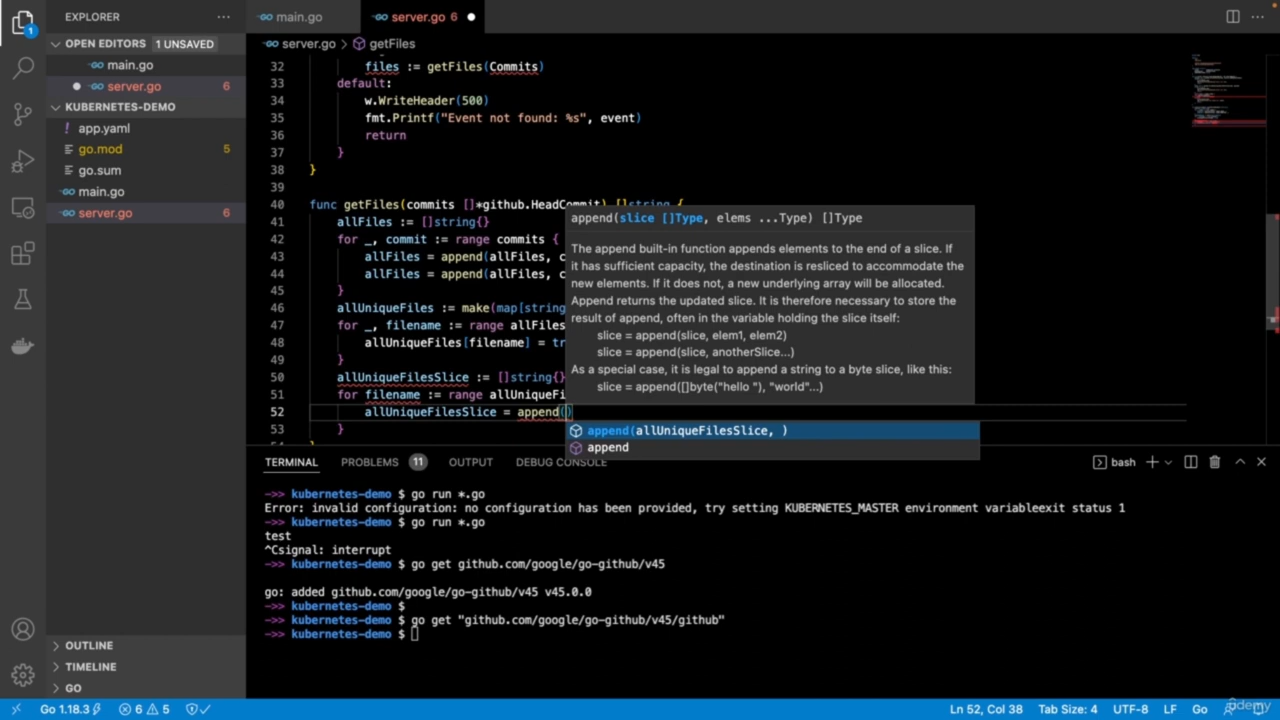 EXPLORER
main.go
server.go 6
OPEN EDITORS 1 UNSAVED
main.go
server.go 6
KUBERNETES-DEMO
app.yaml
go.mod 5
go.sum
main.go
server.go 6
OUTLINE
TIMELINE
GO
1
server.go > getFiles
32 files := getFiles(Commits)
33 default:
34 w.WriteHeader(500)
35 fmt.Printf("Event not found: %s", event)
36 return
37 }
38 }
39
40 func getFiles(commits []*github.HeadCommit) []string {
41 allFiles := []string{}
42 for _, commit := range commits {
43 allFiles = append(allFiles, c
44 allFiles = append(allFiles, c
45 }
46 allUniqueFiles := make(map[string
47 for _, filename := range allFiles
48 allUniqueFiles[filename] = tr
49 }
50 allUniqueFilesSlice := []string{}
51 for filename := range allUniqueFi
52 allUniqueFilesSlice = append()
53 }
append(slice []Type, elems ...Type) []Type
The append built-in function appends elements to the end of a slice. If
it has sufficient capacity, the destination is resliced to accommodate the
new elements. If it does not, a new underlying array will be allocated.
Append returns the updated slice. It is therefore necessary to store the
result of append, often in the variable holding the slice itself:
slice = append(slice, elem1, elem2)
slice = append(slice, anotherSlice...)
As a special case, it is legal to append a string to a byte slice, like this:
slice = append([]byte("hello "), "world"...)
append(allUniqueFilesSlice, )
append
TERMINAL PROBLEMS 11 OUTPUT DEBUG CONSOLE bash
->> kubernetes-demo $ go run *.go
Error: invalid configuration: no configuration has been provided, try setting KUBERNETES_MASTER environment variableexit status 1
->> kubernetes-demo $ go run *.go
test
^Csignal: interrupt
->> kubernetes-demo $ go get github.com/google/go-github/v45
go: added github.com/google/go-github/v45 v45.0.0
->> kubernetes-demo $
->> kubernetes-demo $ go get "github.com/google/go-github/v45/github"
->> kubernetes-demo $
Go 1.18.3 6 5 Ln 52, Col 38 Tab Size: 4 UTF-8 LF Go
udemy